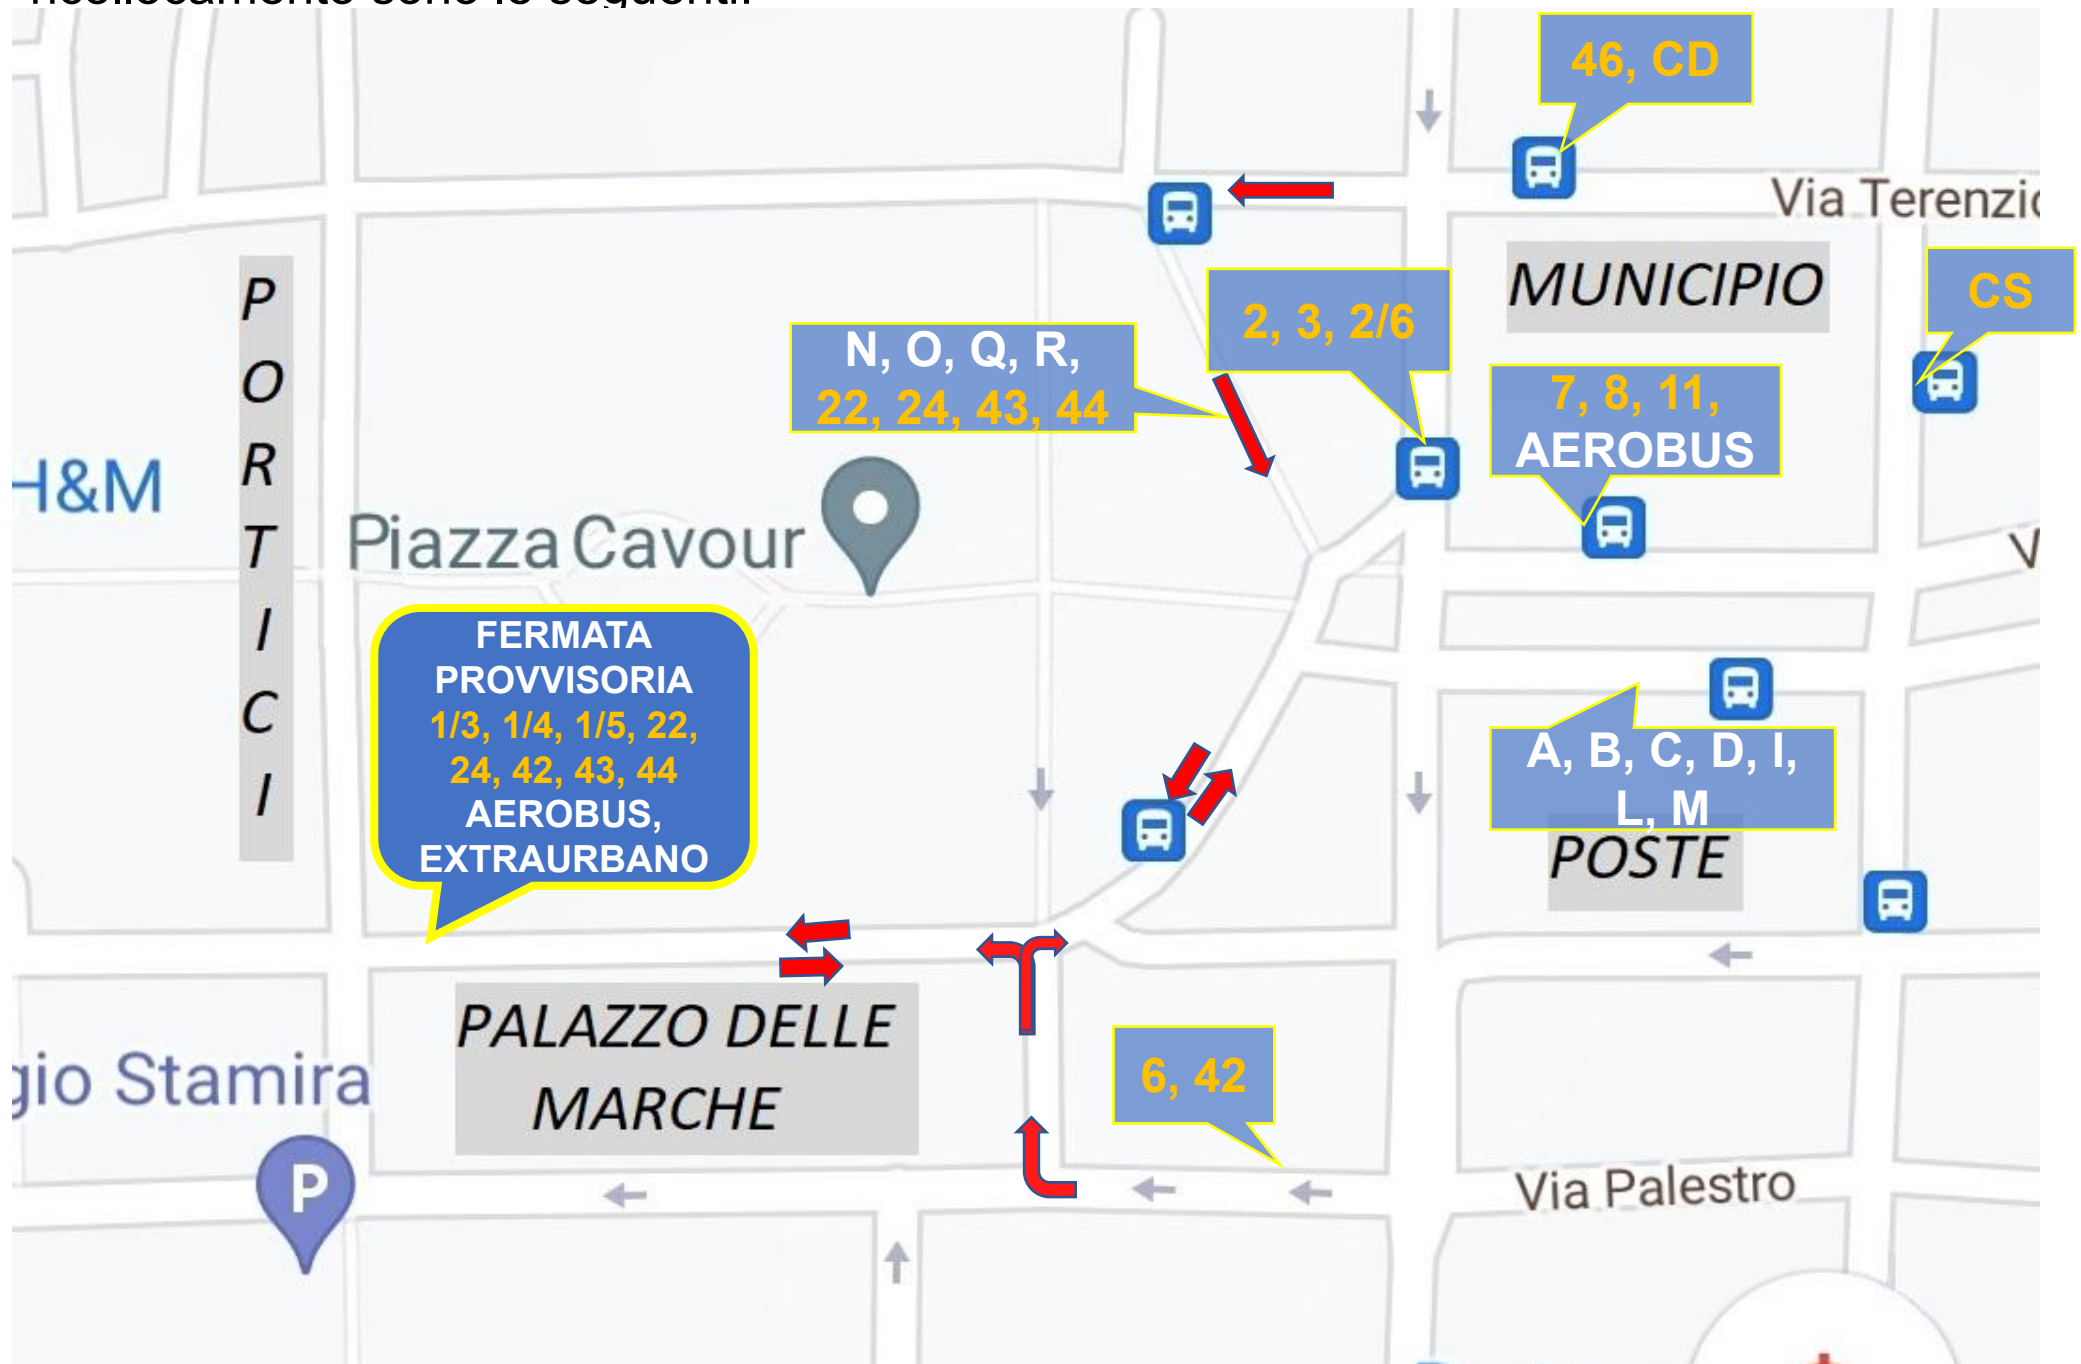 46, CD
Via Terenzio
MUNICIPIO
CS
2, 3, 2/6
N, O, Q, R,
22, 24, 43, 44
7, 8, 11,
AEROBUS
PORTICI
H&M
Piazza Cavour
FERMATA
PROVVISORIA
1/3, 1/4, 1/5, 22,
24, 42, 43, 44
AEROBUS,
EXTRAURBANO
A, B, C, D, I,
L, M
POSTE
PALAZZO DELLE
MARCHE
gio Stamira
P
6, 42
Via Palestro